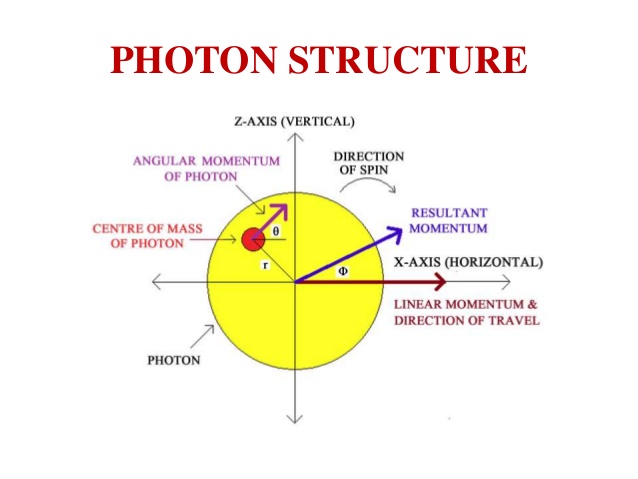 PHOTON STRUCTURE
Z-AXIS (VERTICAL)
ANGULAR MOMENTUM
OF PHOTON
DIRECTION
OF SPIN
CENTRE OF MASS
OF PHOTON
θ
RESULTANT
MOMENTUM
r
Φ
X-AXIS (HORIZONTAL)
LINEAR MOMENTUM &
DIRECTION OF TRAVEL
PHOTON